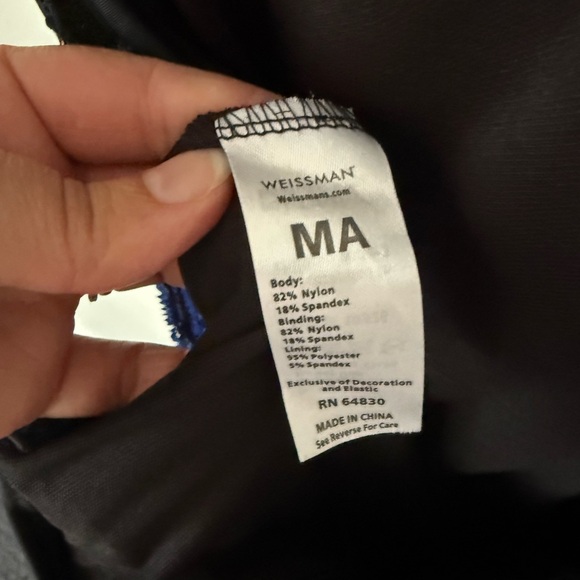 WEISSMAN™
Weissmans.com
MA
Body:
82% Nylon
18% Spandex
Binding:
82% Nylon
18% Spandex
Lining:
95% Polyester
5% Spandex
Exclusive of Decoration
and Elastic
RN 64830
MADE IN CHINA
See Reverse For Care